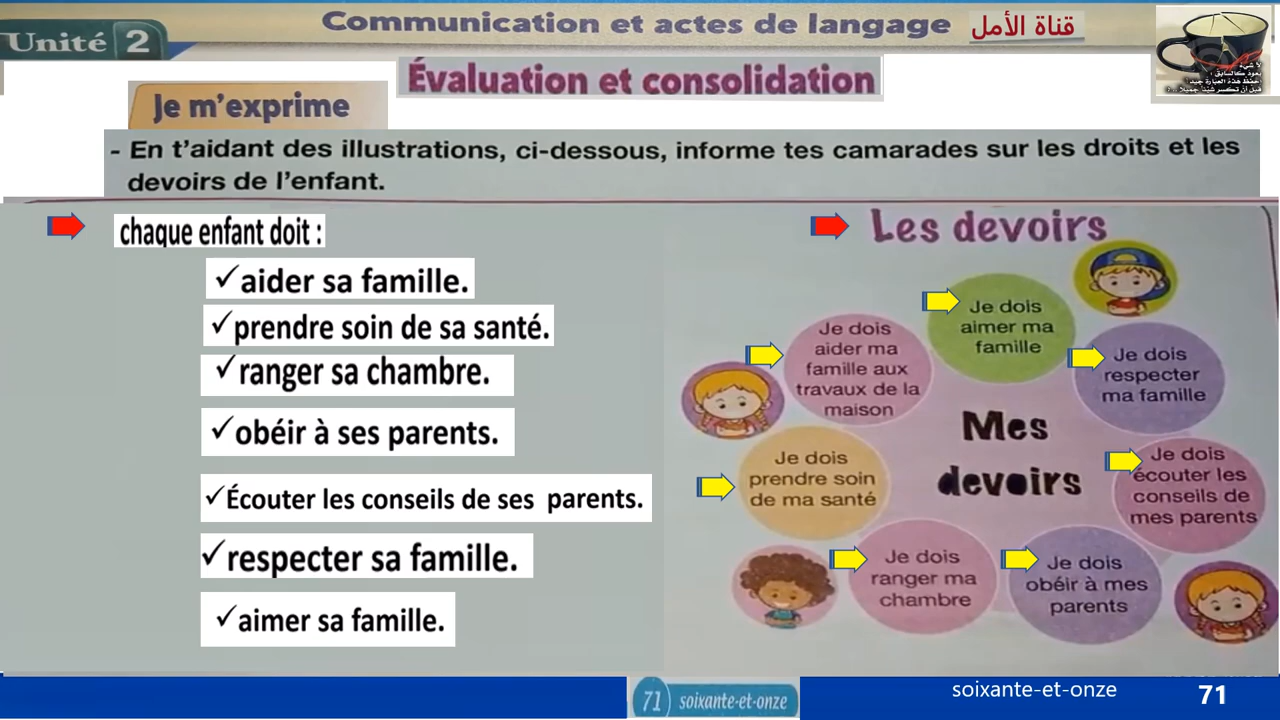 Communication et actes de langage
قناة الأمل
Unité 2
Évaluation et consolidation
Je m'exprime
- En t'aidant des illustrations, ci-dessous, informe tes camarades sur les droits et les
devoirs de l'enfant.
chaque enfant doit :
✓aider sa famille.
✓prendre soin de sa santé.
✓ranger sa chambre.
✓obéir à ses parents.
✓Écouter les conseils de ses parents.
✓respecter sa famille.
✓aimer sa famille.
Les devoirs
Je dois
aimer ma
famille
Je dois
aider ma
famille aux
travaux de la
maison
Je dois
respecter
ma famille
Mes
devoirs
Je dois
prendre soin
de ma santé
Je dois
écouter les
conseils de
mes parents
Je dois
ranger ma
chambre
Je dois
obéir à mes
parents
71 soixante-et-onze
soixante-et-onze 71